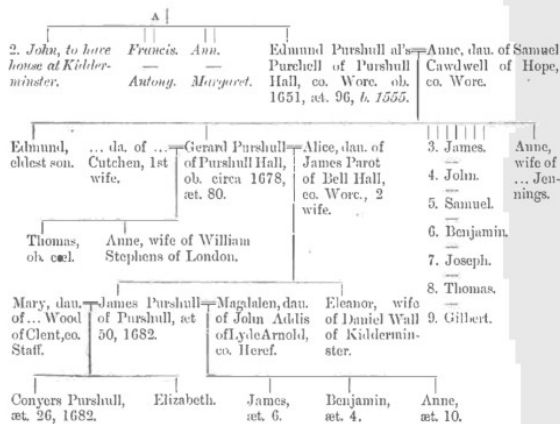 A
2. John, to have
house at Kidder-
minster.
Francis.
—
Antony.
Ann.
—
Margaret.
Edmund Purshull al's
Purchell of Purshull
Hall, co. Worc. ob.
1651, æt. 96, b. 1555.
Anne, dau. of Samuel
Cawdwell of Hope,
co. Worc.
Edmund,
eldest son.
... da. of ...
Cutchen, 1st
wife.
Gerard Purshull
of Purshull Hall,
ob. circa 1678,
æt. 80.
Alice, dau. of
James Parot
of Bell Hall,
co. Worc., 2
wife.
3. James.
—
4. John.
—
5. Samuel.
—
6. Benjamin.
—
7. Joseph.
—
8. Thomas.
—
9. Gilbert.
Anne,
wife of
... Jen-
nings.
Thomas,
ob. cœl.
Anne, wife of William
Stephens of London.
Mary, dau.
of ... Wood
of Clent, co.
Staff.
James Purshull
of Purshull, æt
50, 1682.
Magdalen, dau.
of John Addis
of Lyde Arnold,
co. Heref.
Eleanor, wife
of Daniel Wall
of Kiddermin-
ster.
Conyers Purshull,
æt. 26, 1682.
Elizabeth.
James,
æt. 6.
Benjamin,
æt. 4.
Anne,
æt. 10.